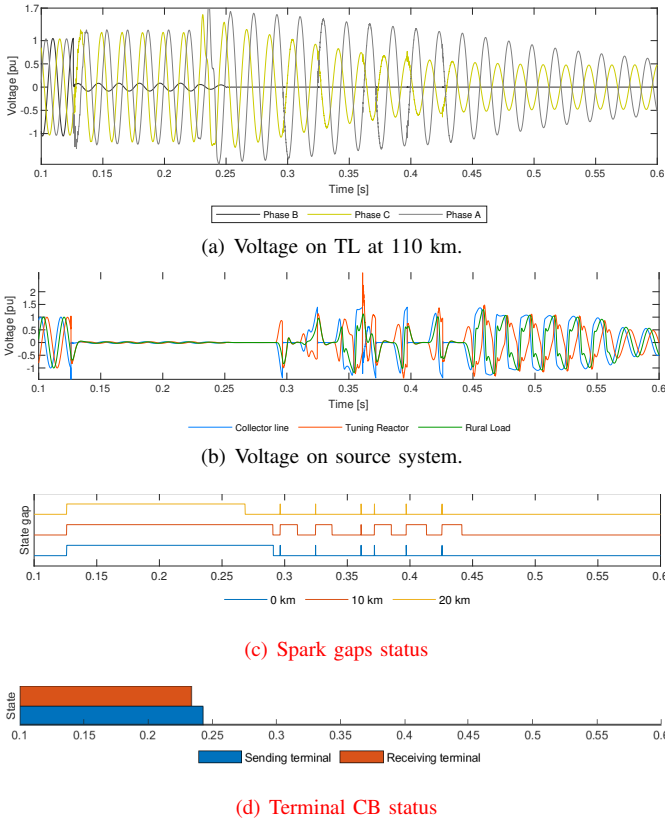 1.7
1
0.5
0
-0.5
-1
Voltage [pu]
0.1 0.15 0.2 0.25 0.3 0.35 0.4 0.45 0.5 0.55 0.6
Time [s]
Phase B Phase C Phase A
(a) Voltage on TL at 110 km.
2
1.5
1.0
0.5
0
-0.5
-1
Voltage [pu]
0.1 0.15 0.2 0.25 0.3 0.35 0.4 0.45 0.5 0.55 0.6
Time [s]
Collector line Tuning Reactor Rural Load
(b) Voltage on source system.
State gap
0.1 0.15 0.2 0.25 0.3 0.35 0.4 0.45 0.5 0.55 0.6
0 km 10 km 20 km
(c) Spark gaps status
State
0.1 0.15 0.2 0.25 0.3 0.35 0.4 0.45 0.5 0.55 0.6
Sending terminal Receiving terminal
(d) Terminal CB status